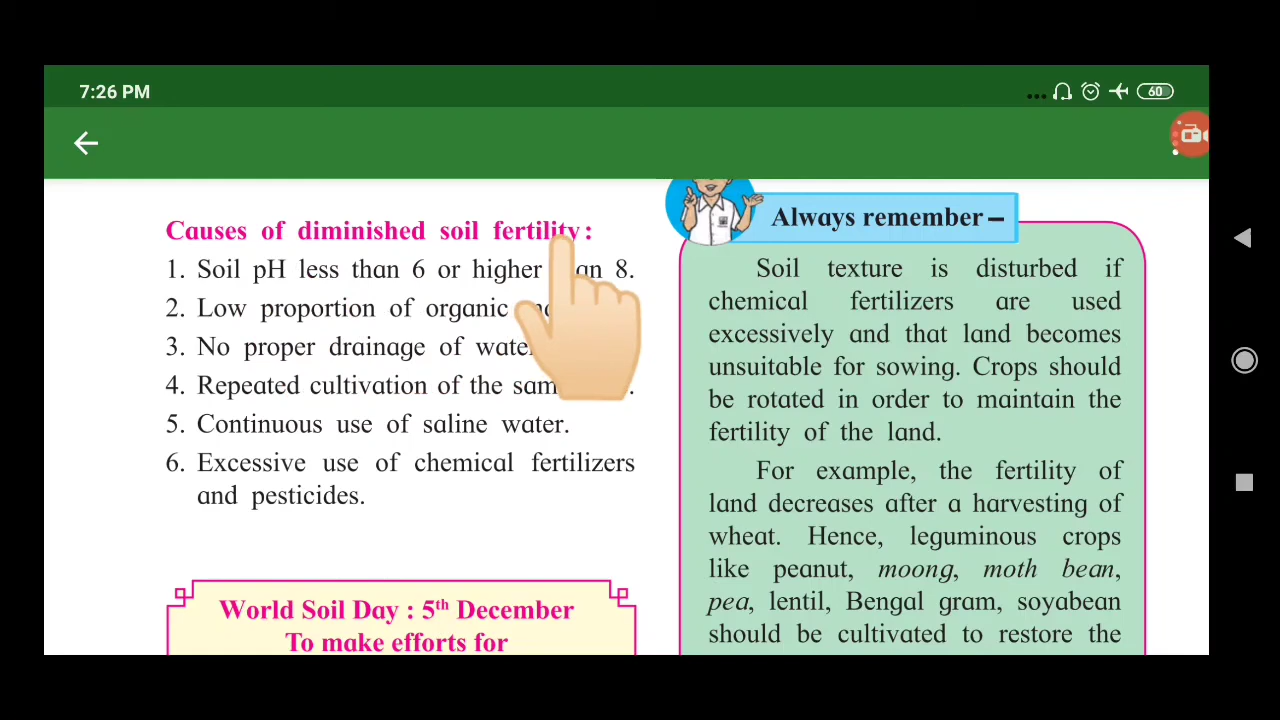 7:26 PM
60
Causes of diminished soil fertility:
1. Soil pH less than 6 or higher 8.
2. Low proportion of organic
3. No proper drainage of water
4. Repeated cultivation of the same
5. Continuous use of saline water.
6. Excessive use of chemical fertilizers
and pesticides.
World Soil Day : 5th December
To make efforts for
Always remember –
Soil texture is disturbed if
chemical fertilizers are used
excessively and that land becomes
unsuitable for sowing. Crops should
be rotated in order to maintain the
fertility of the land.
For example, the fertility of
land decreases after a harvesting of
wheat. Hence, leguminous crops
like peanut, moong, moth bean,
pea, lentil, Bengal gram, soyabean
should be cultivated to restore the